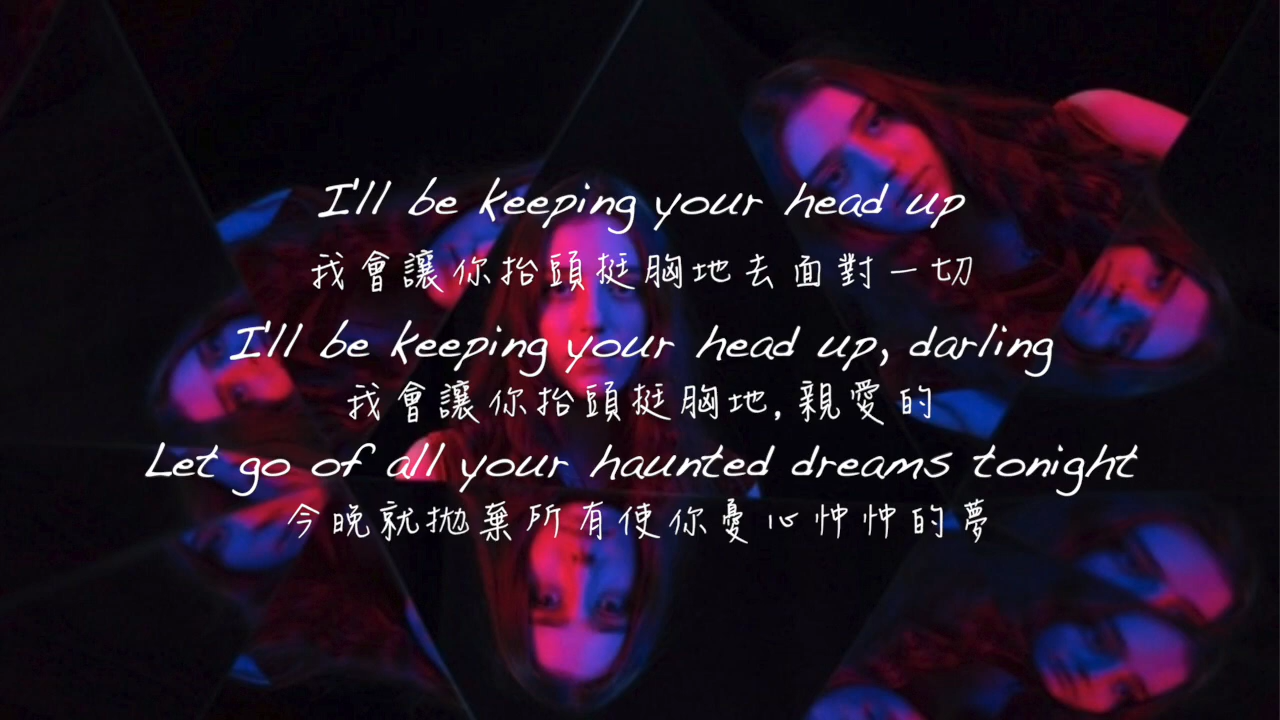 I'll be keeping your head up
我會讓你抬頭挺胸地去面對一切
I'll be keeping your head up, darling
我會讓你抬頭挺胸地,親愛的
Let go of all your haunted dreams tonight
今晚就拋棄所有使你憂心忡忡的夢